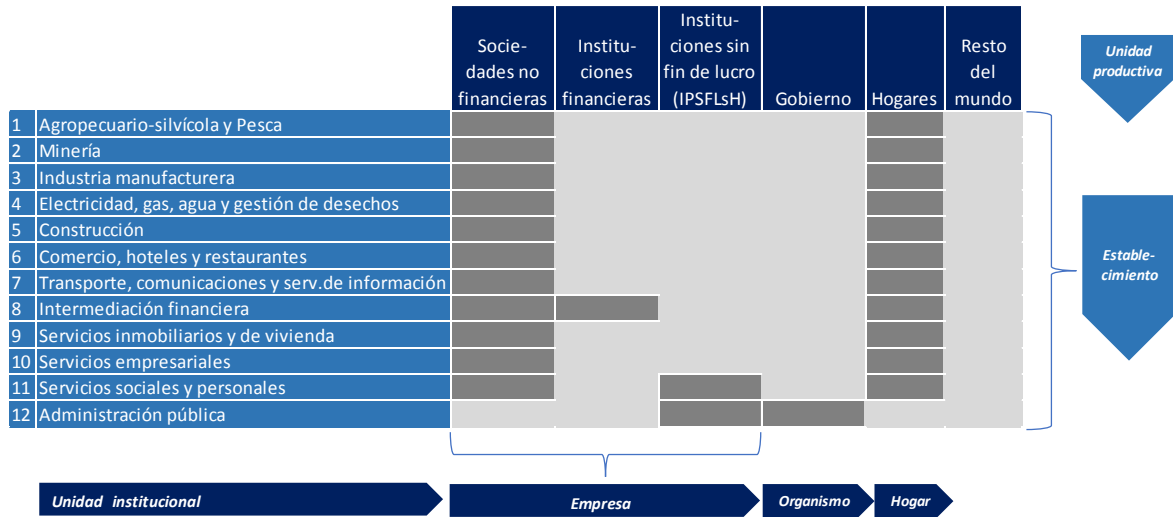 Socie-
dades no
financieras
Institu-
ciones
financieras
Institu-
ciones sin
fin de lucro
(IPSFLsH)
Gobierno
Hogares
Resto
del
mundo
Unidad
productiva
1 Agropecuario-silvícola y Pesca
2 Minería
3 Industria manufacturera
4 Electricidad, gas, agua y gestión de desechos
5 Construcción
6 Comercio, hoteles y restaurantes
7 Transporte, comunicaciones y serv.de información
8 Intermediación financiera
9 Servicios inmobiliarios y de vivienda
10 Servicios empresariales
11 Servicios sociales y personales
12 Administración pública
Estable-
cimiento
Unidad institucional
Empresa
Organismo
Hogar